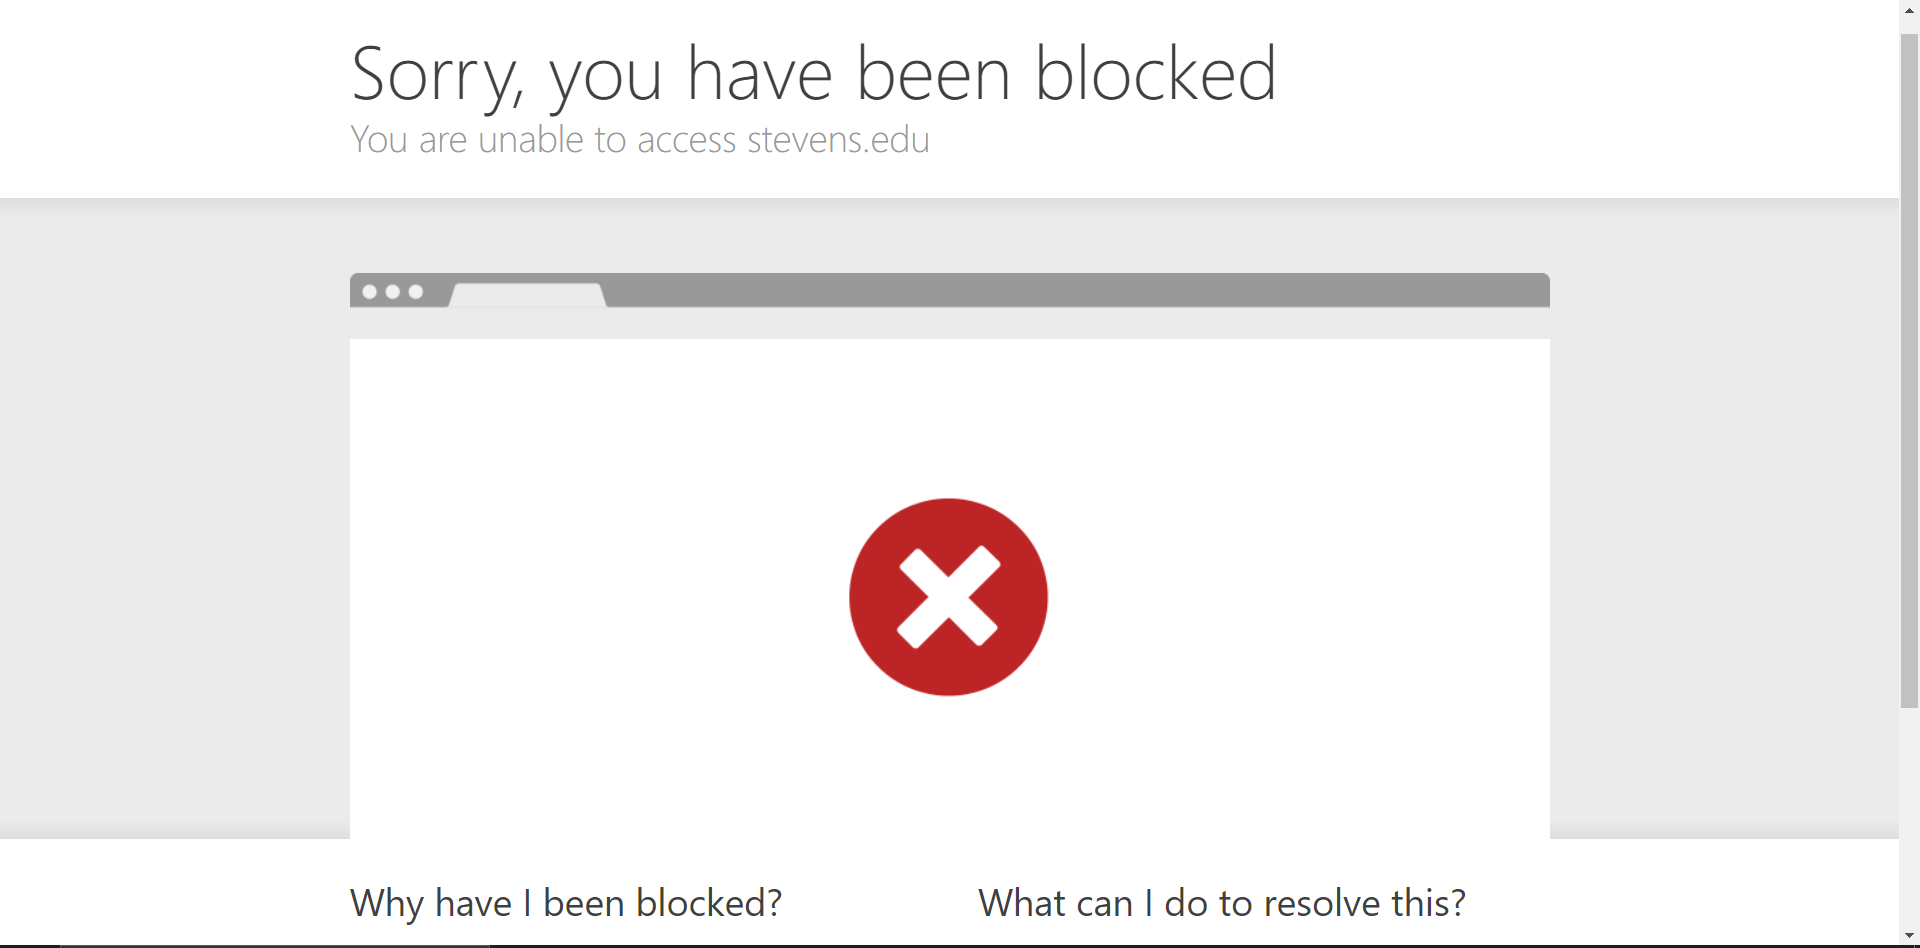 Sorry, you have been blocked
You are unable to access stevens.edu
Why have I been blocked?
What can I do to resolve this?